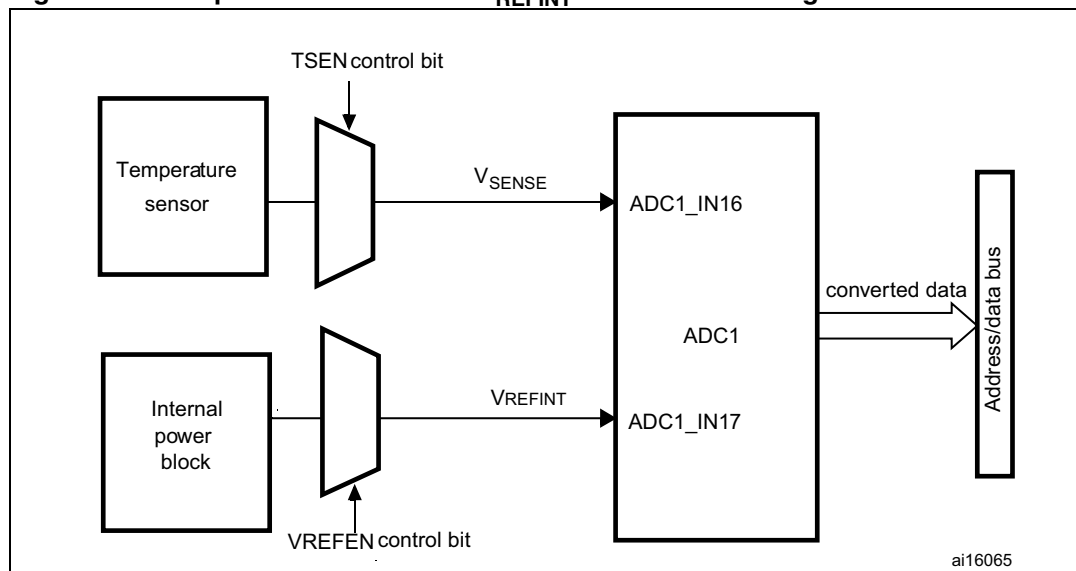 REFINT
TSEN control bit
Temperature
sensor
VSENSE
ADC1_IN16
converted data
Address/data bus
ADC1
Internal
power
block
VREFINT
ADC1_IN17
VREFEN control bit
ai16065